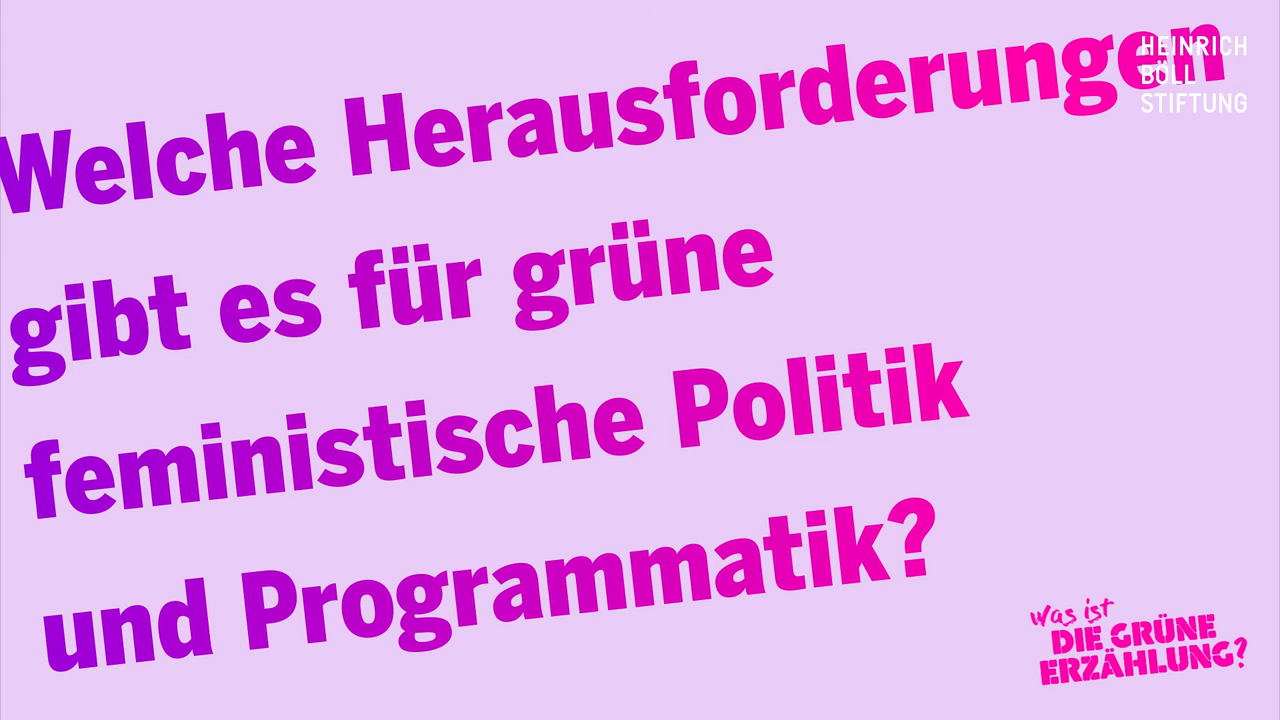 Welche Herausforderungen
gibt es für grüne
feministische Politik
und Programmatik?
HEINRICH
BÖLL
STIFTUNG
was ist
DIE GRÜNE
ERZÄHLUNG?